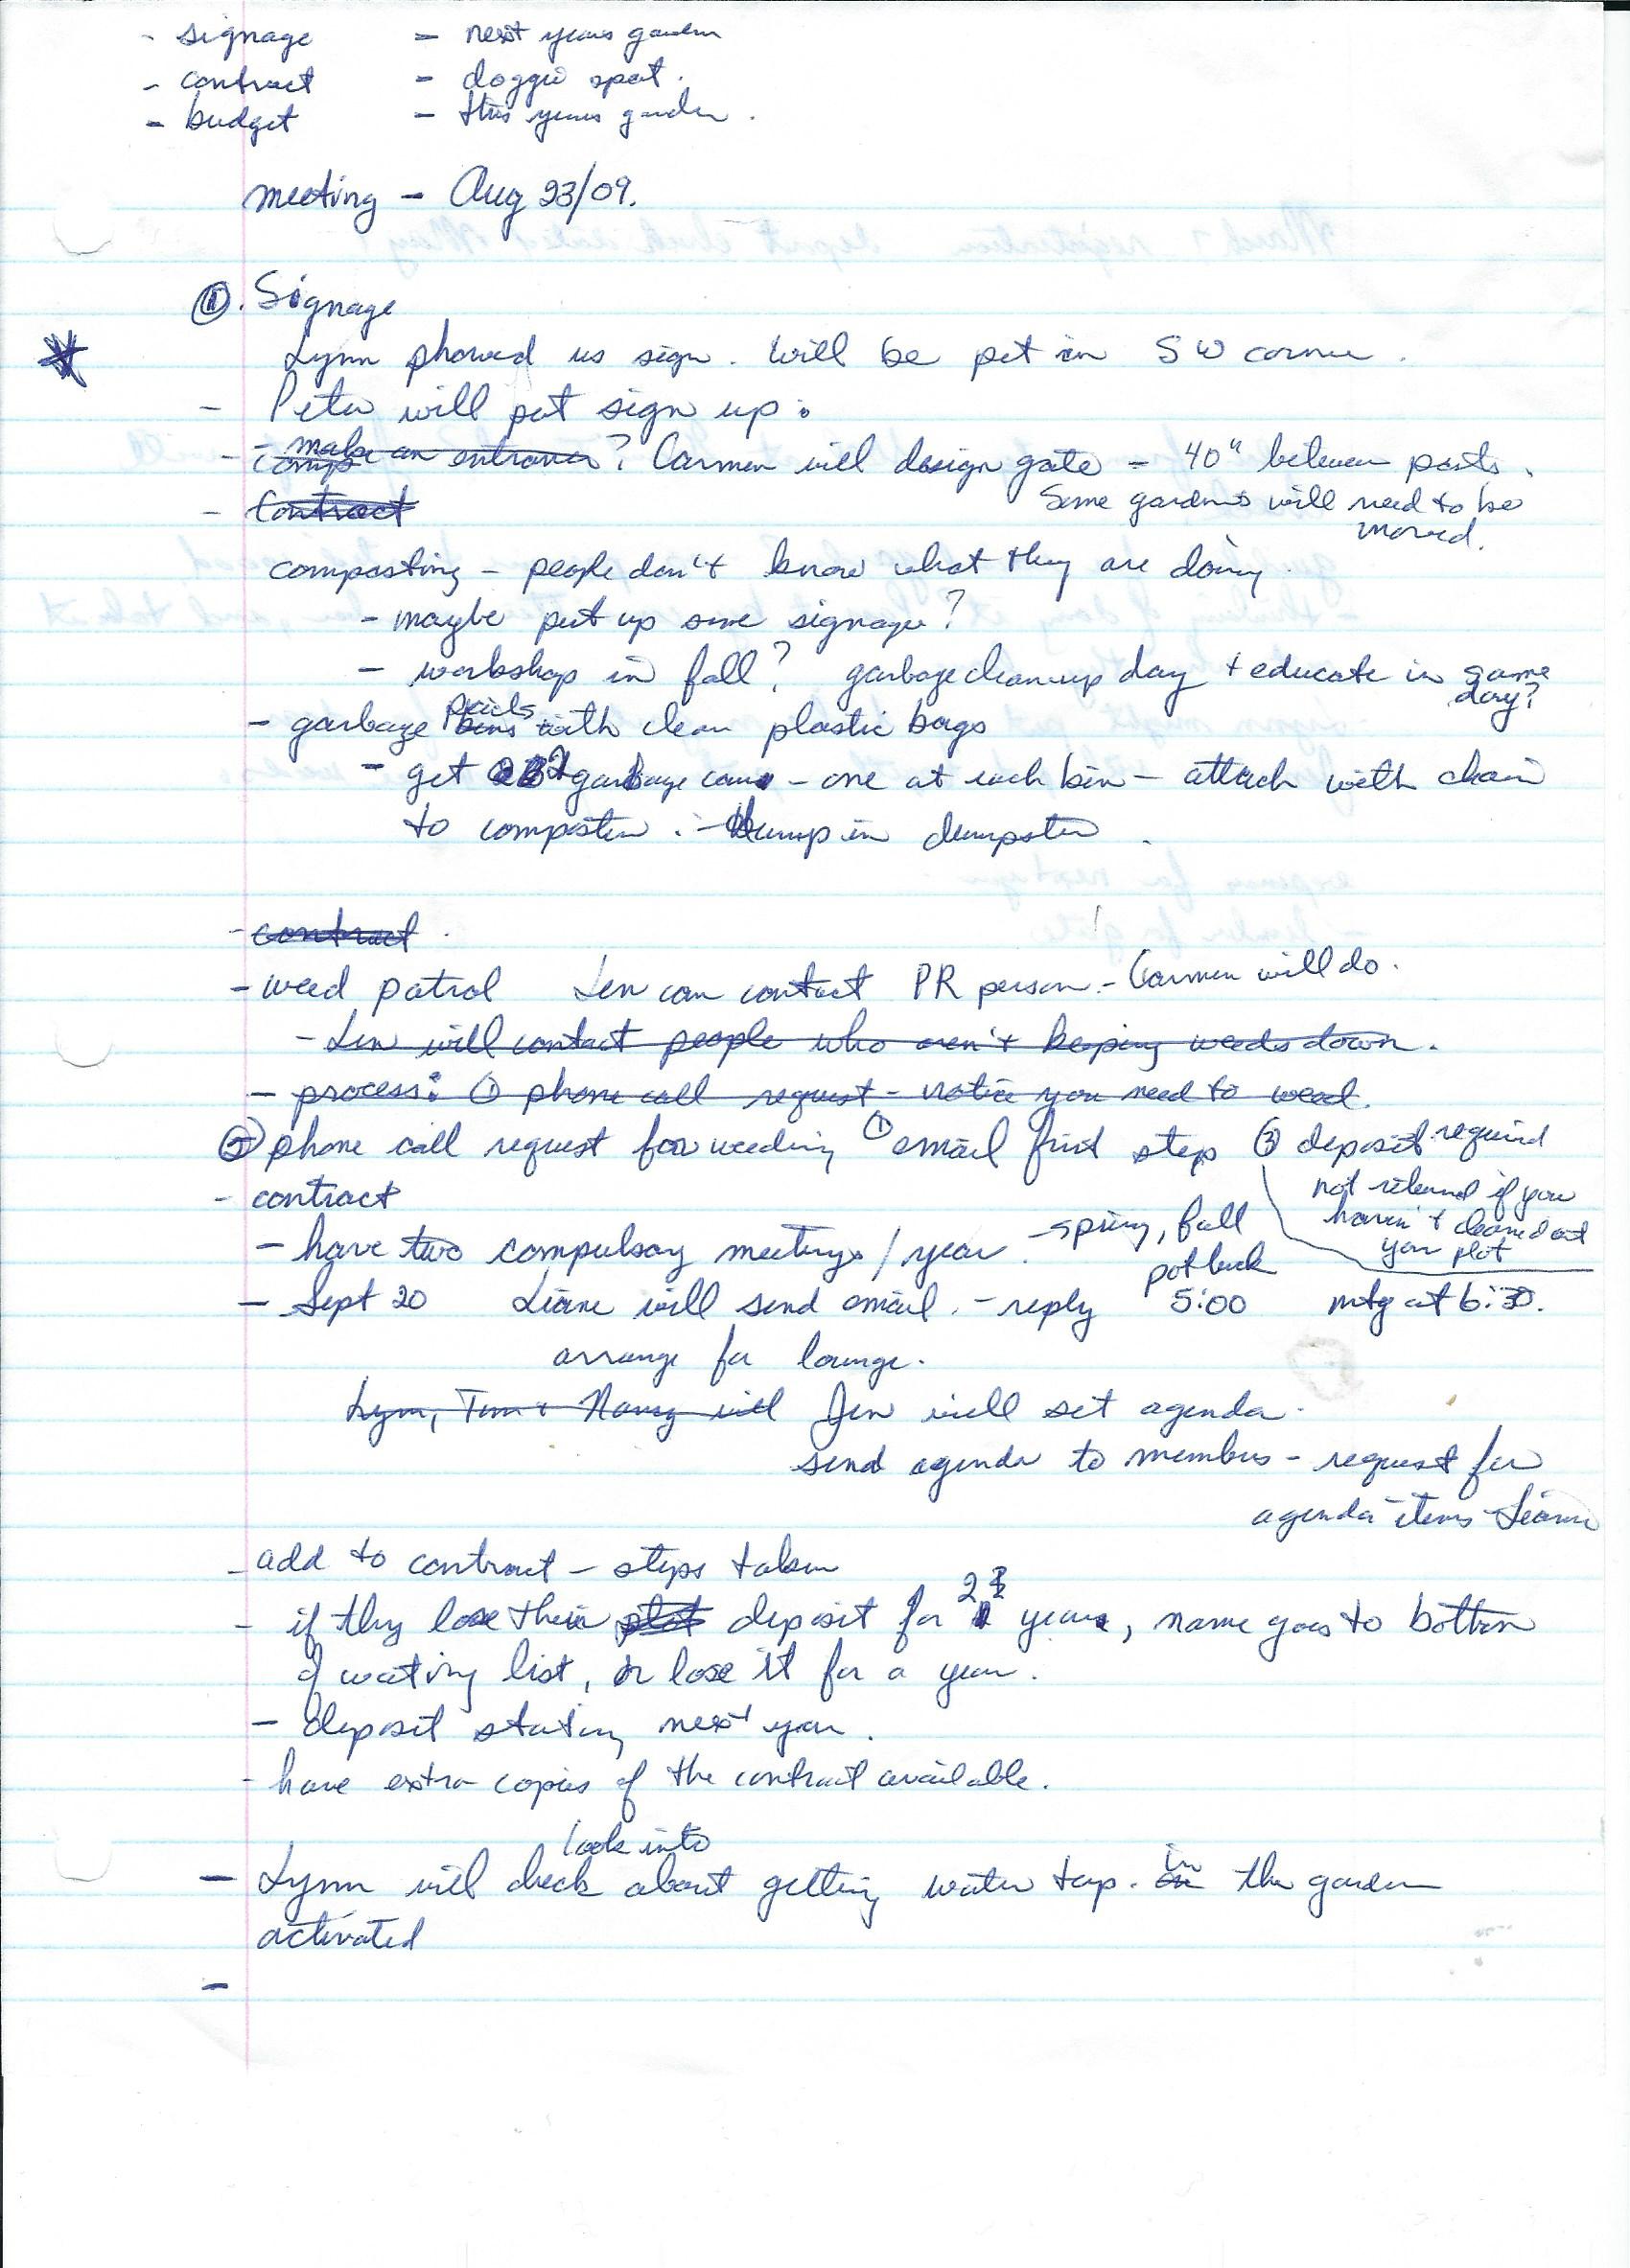 - signage - next years garden
- contract - doggie spot.
- budget - this years garden.
meeting - Aug 23/09.
①. Signage
Lynn showed us sign. Will be put in SW corner.
- Peter will put sign up.
- make an entrance? Carmen will design gate - 40" between posts.
- Contract Some gardens will need to be
moved.
composting - people don't know what they are doing.
- maybe put up some signage?
- workshop in fall? garbage cleanup day + educate in same
day?
- garbage pails bins with clear plastic bags
- get 2 garbage cans - one at each bin - attach with chain
to composter. - dump in dumpster.
- contract.
- weed patrol Len can contact PR person. - Carmen will do.
- Len will contact people who aren't keeping weeds down.
- process: ① phone call request - notice you need to weed.
② phone call request for weeding ① email first step ③ deposit required
not returned if you
haven't cleaned out
your plot
- contract
- have two compulsory meetings/year - spring, fall
potluck
- Sept 20 Liane will send email. - reply 5:00 mtg at 6:30.
arrange for lounge.
Lynn, Tom + Nancy will Jen will set agenda.
send agenda to members - request for
agenda items - Liane
- add to contract - steps taken
- if they lose their plot deposit for 2 years, name goes to bottom
of waiting list, or lose it for a year.
- deposit stating next year.
- have extra copies of the contract available.
look into
- Lynn will check about getting water tap. in the garden
activated
-